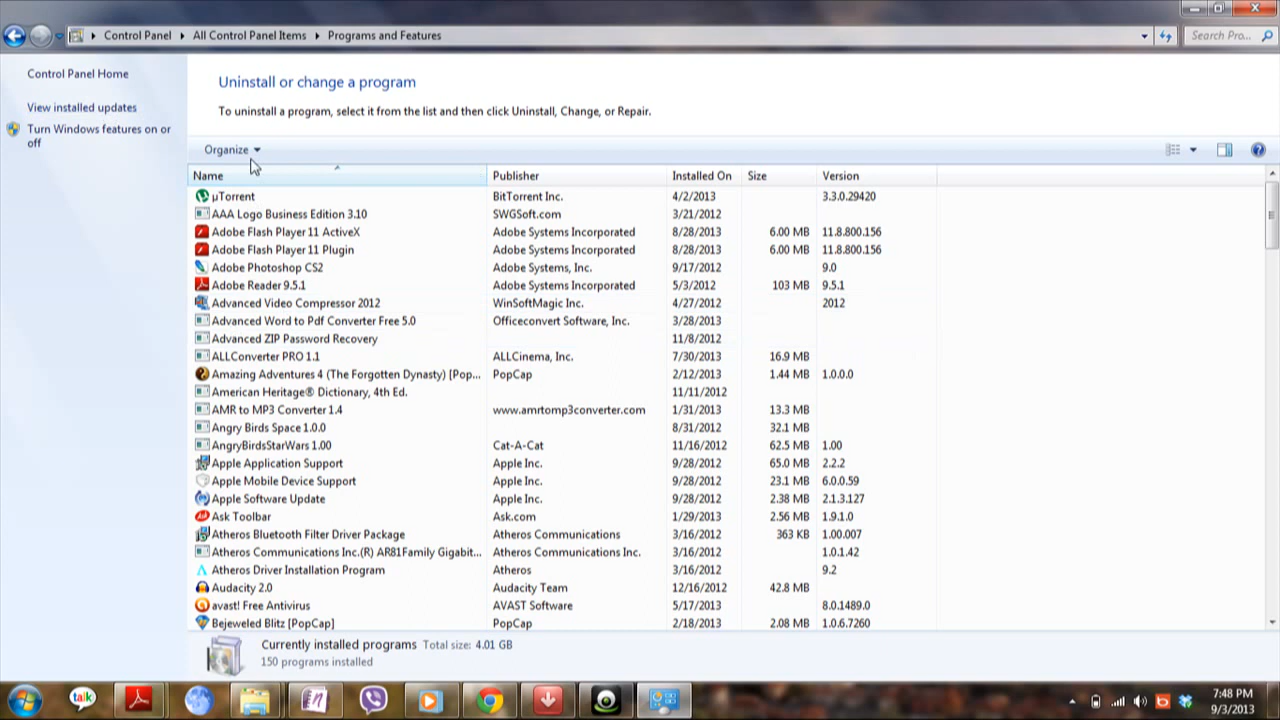 Control Panel All Control Panel Items Programs and Features Search Pro...
Control Panel Home
View installed updates
Turn Windows features on or off
Uninstall or change a program
To uninstall a program, select it from the list and then click Uninstall, Change, or Repair.
Organize
Name Publisher Installed On Size Version
µTorrent BitTorrent Inc. 4/2/2013 3.3.0.29420
AAA Logo Business Edition 3.10 SWGSoft.com 3/21/2012
Adobe Flash Player 11 ActiveX Adobe Systems Incorporated 8/28/2013 6.00 MB 11.8.800.156
Adobe Flash Player 11 Plugin Adobe Systems Incorporated 8/28/2013 6.00 MB 11.8.800.156
Adobe Photoshop CS2 Adobe Systems, Inc. 9/17/2012 9.0
Adobe Reader 9.5.1 Adobe Systems Incorporated 5/3/2012 103 MB 9.5.1
Advanced Video Compressor 2012 WinSoftMagic Inc. 4/27/2012 2012
Advanced Word to Pdf Converter Free 5.0 Officeconvert Software, Inc. 3/28/2013
Advanced ZIP Password Recovery 11/8/2012
ALLConverter PRO 1.1 ALLCinema, Inc. 7/30/2013 16.9 MB
Amazing Adventures 4 (The Forgotten Dynasty) [Pop... PopCap 2/12/2013 1.44 MB 1.0.0.0
American Heritage® Dictionary, 4th Ed. 11/11/2012
AMR to MP3 Converter 1.4 www.amrtomp3converter.com 1/31/2013 13.3 MB
Angry Birds Space 1.0.0 8/31/2012 32.1 MB
AngryBirdsStarWars 1.00 Cat-A-Cat 11/16/2012 62.5 MB 1.00
Apple Application Support Apple Inc. 9/28/2012 65.0 MB 2.2.2
Apple Mobile Device Support Apple Inc. 9/28/2012 23.1 MB 6.0.0.59
Apple Software Update Apple Inc. 9/28/2012 2.38 MB 2.1.3.127
Ask Toolbar Ask.com 1/29/2013 2.56 MB 1.9.1.0
Atheros Bluetooth Filter Driver Package Atheros Communications 3/16/2012 363 KB 1.00.007
Atheros Communications Inc.(R) AR81Family Gigabit... Atheros Communications Inc. 3/16/2012 1.0.1.42
Atheros Driver Installation Program Atheros 3/16/2012 9.2
Audacity 2.0 Audacity Team 12/16/2012 42.8 MB
avast! Free Antivirus AVAST Software 5/17/2013 8.0.1489.0
Bejeweled Blitz [PopCap] PopCap 2/18/2013 2.08 MB 1.0.6.7260
Currently installed programs Total size: 4.01 GB
150 programs installed
talk
7:48 PM
9/3/2013